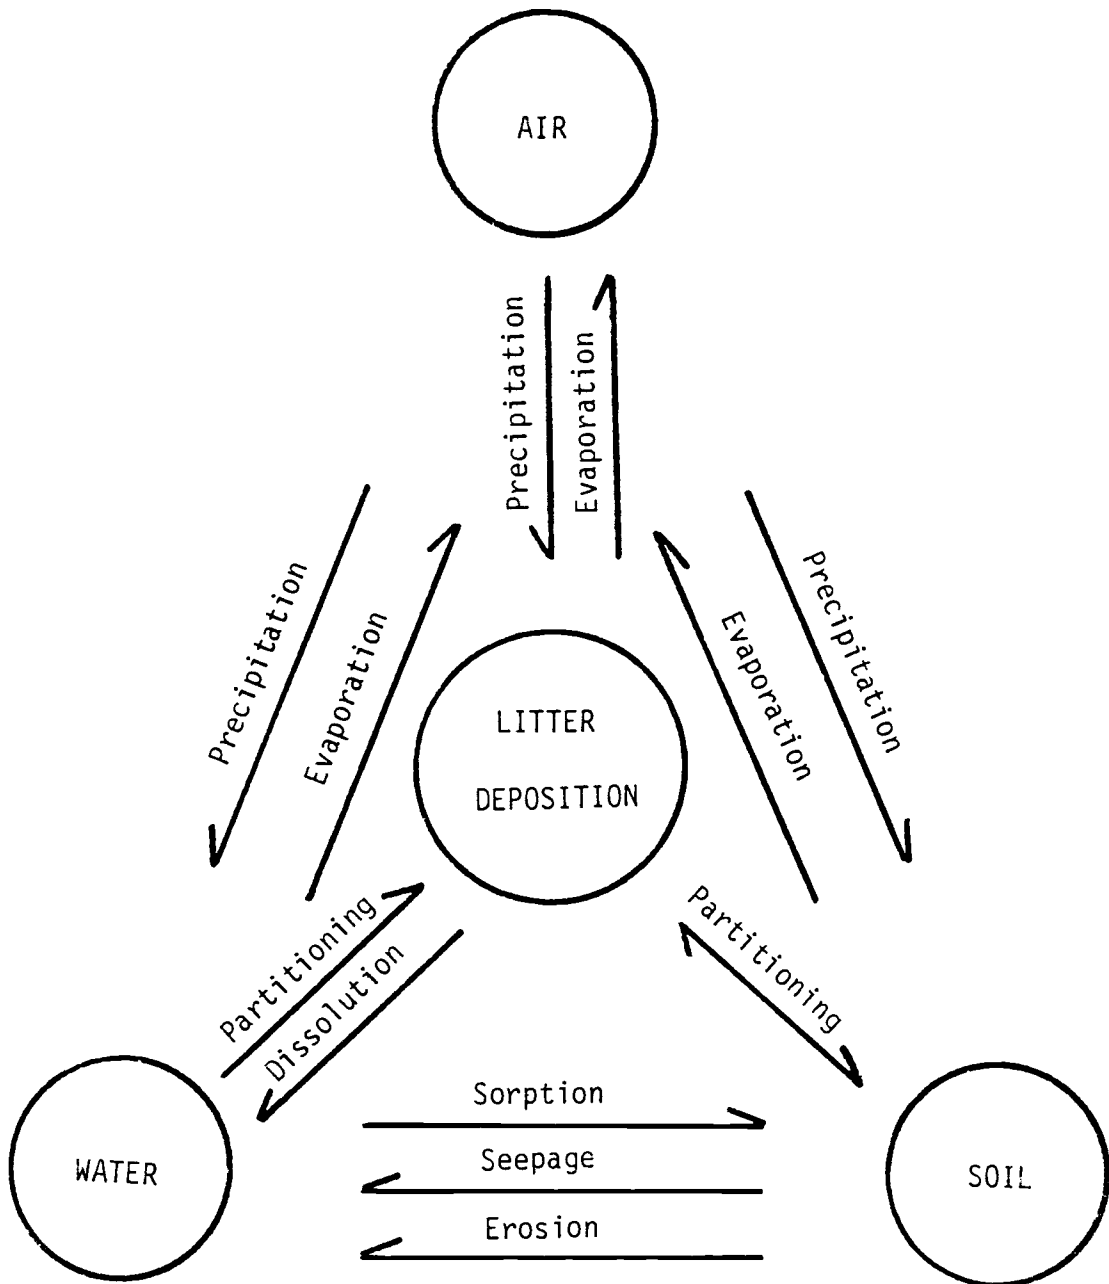 AIR
Precipitation
Evaporation
Precipitation
Evaporation
Evaporation
Precipitation
LITTER
DEPOSITION
Partitioning
Dissolution
Partitioning
Sorption
Seepage
Erosion
WATER
SOIL